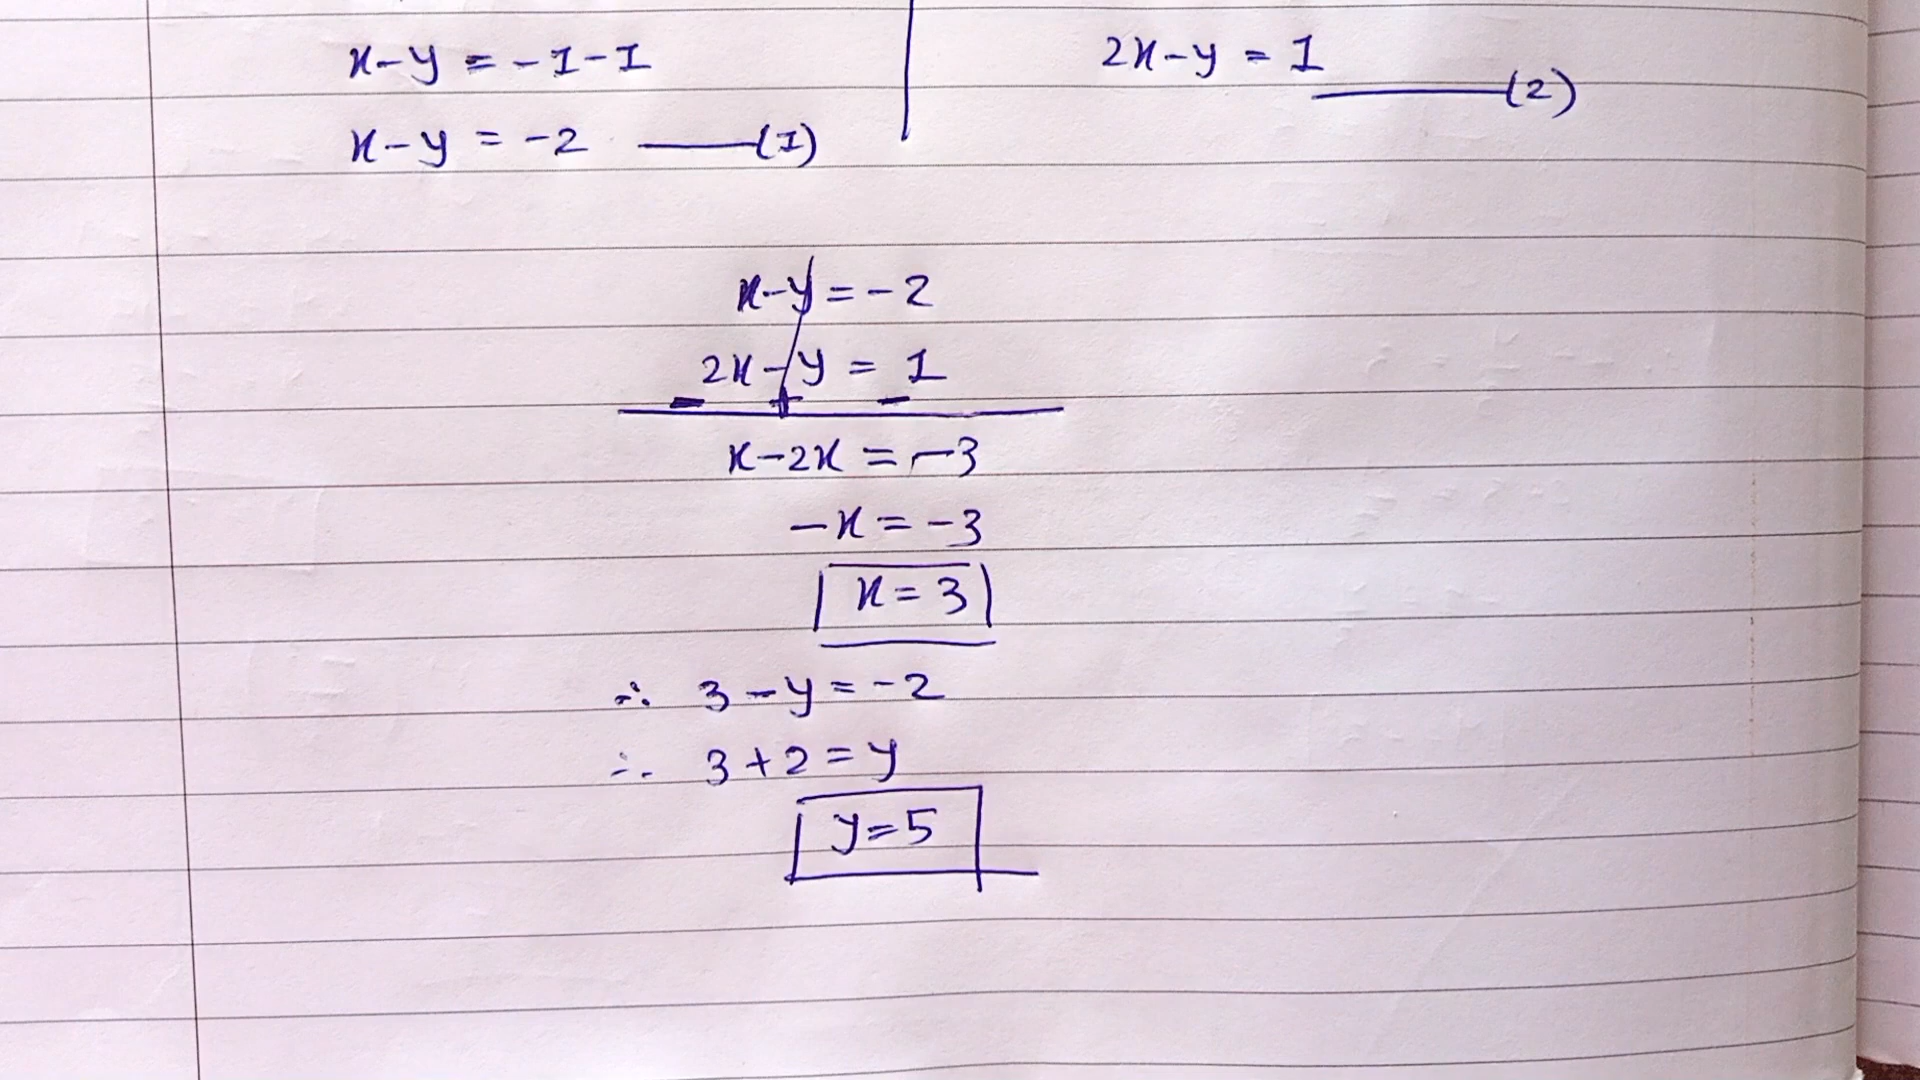 x-y = -1-1
x-y = -2 ——(1)
2x-y = 1 ——(2)
x-y = -2
2x-y = 1
- + -
x-2x = -3
-x = -3
x = 3
∴ 3-y = -2
∴ 3+2 = y
y = 5